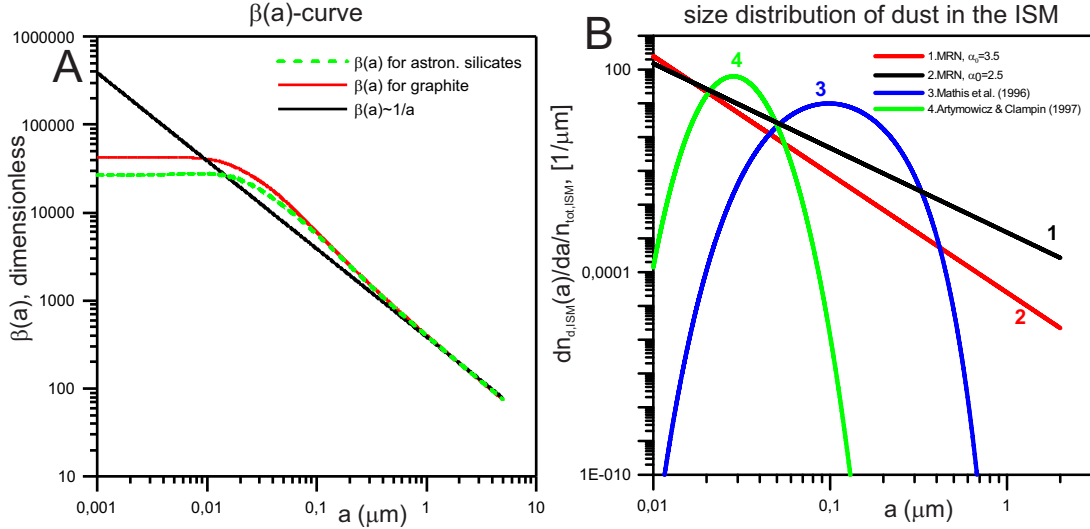 β(a)-curve
A
β(a) for astron. silicates
β(a) for graphite
β(a)~1/a
1000000
100000
10000
1000
100
10
β(a), dimensionless
0,001
0,01
0,1
1
10
a (μm)
size distribution of dust in the ISM
B
1.MRN, α₀=3.5
2.MRN, α0=2.5
3.Mathis et al. (1996)
4.Artymowicz & Clampin (1997)
4
3
1
2
100
0,0001
1E-010
dn_d,ISM(a)/da/n_tot,ISM, [1/μm]
0,01
0,1
1
a (μm)